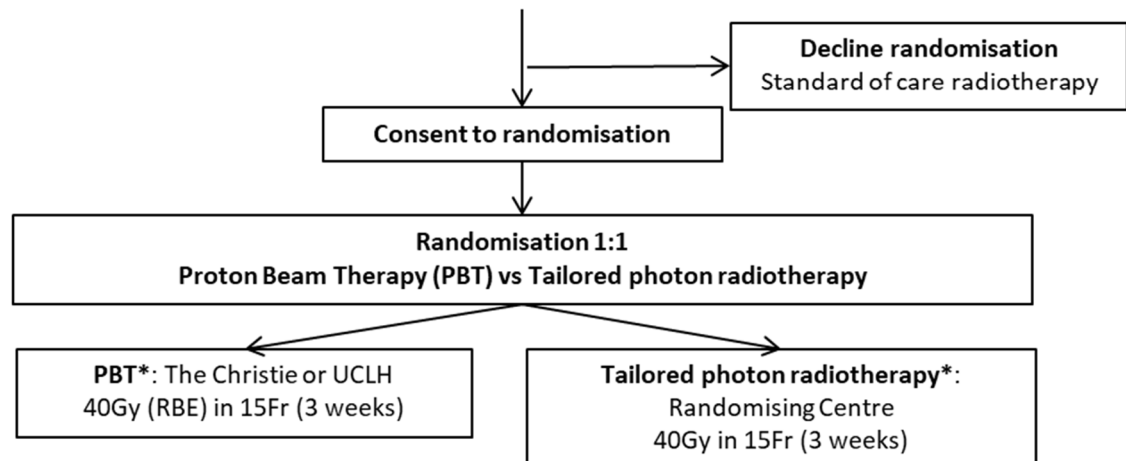 Decline randomisation
Standard of care radiotherapy
Consent to randomisation
Randomisation 1:1
Proton Beam Therapy (PBT) vs Tailored photon radiotherapy
PBT*: The Christie or UCLH
40Gy (RBE) in 15Fr (3 weeks)
Tailored photon radiotherapy*:
Randomising Centre
40Gy in 15Fr (3 weeks)